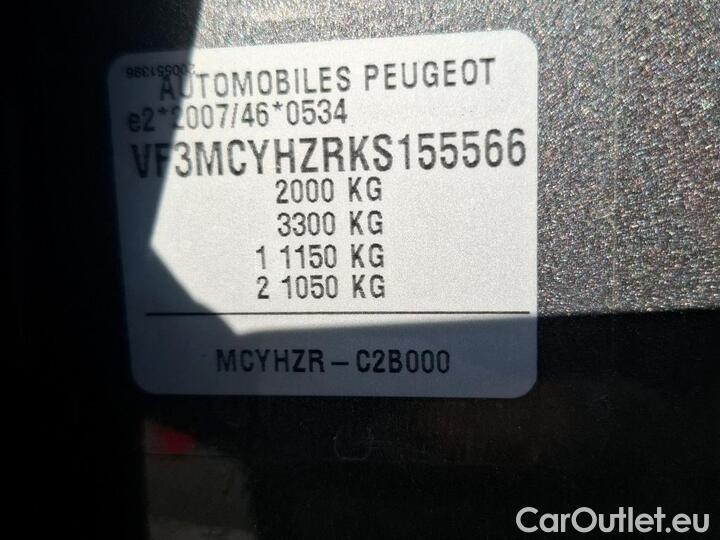 200551396
AUTOMOBILES PEUGEOT
e2*2007/46*0534
VF3MCYHZRKS155566
2000 KG
3300 KG
1 1150 KG
2 1050 KG
MCYHZR – C2B000
CarOutlet.eu